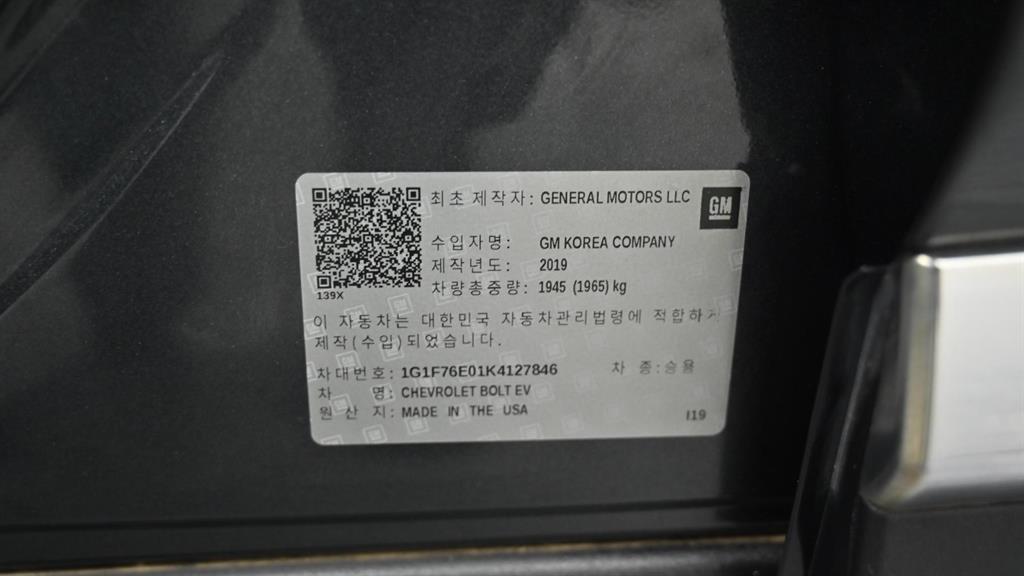 최초 제작자: GENERAL MOTORS LLC
GM
수입자명: GM KOREA COMPANY
제작년도: 2019
차량총중량: 1945 (1965) kg
139X
이 자동차는 대한민국 자동차관리법령에 적합하게
제작(수입)되었습니다.
차대번호: 1G1F76E01K4127846 차 종:승용
차 명: CHEVROLET BOLT EV
원 산 지: MADE IN THE USA
I19